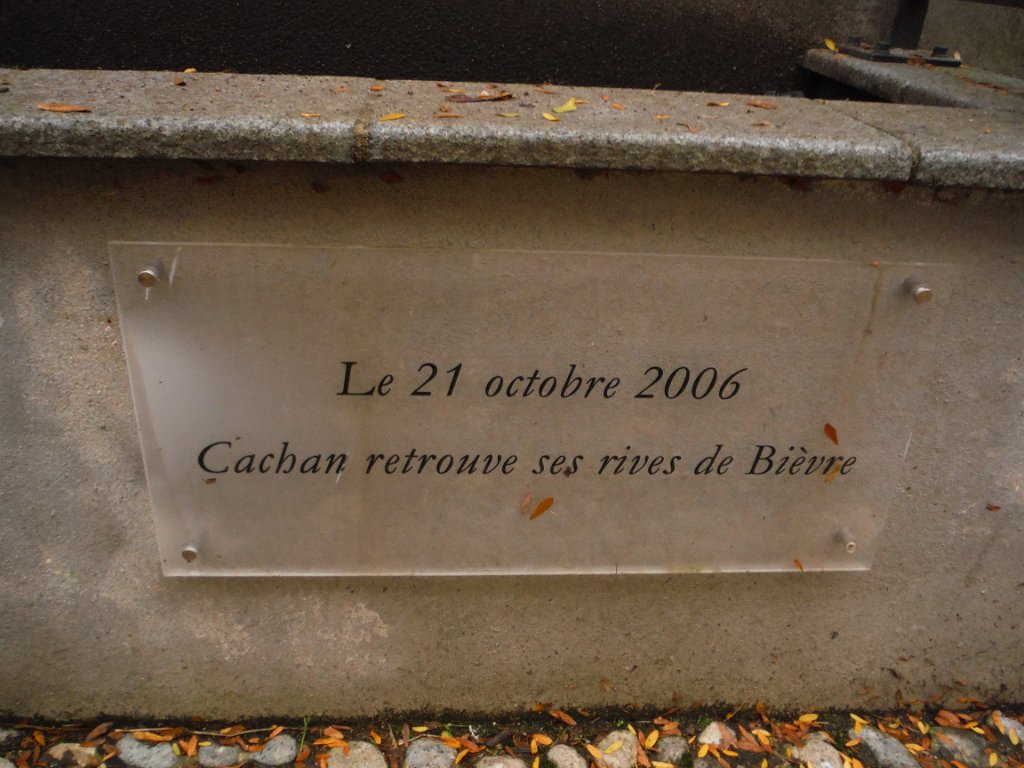 Le 21 octobre 2006
Cachan retrouve ses rives de Bièvre